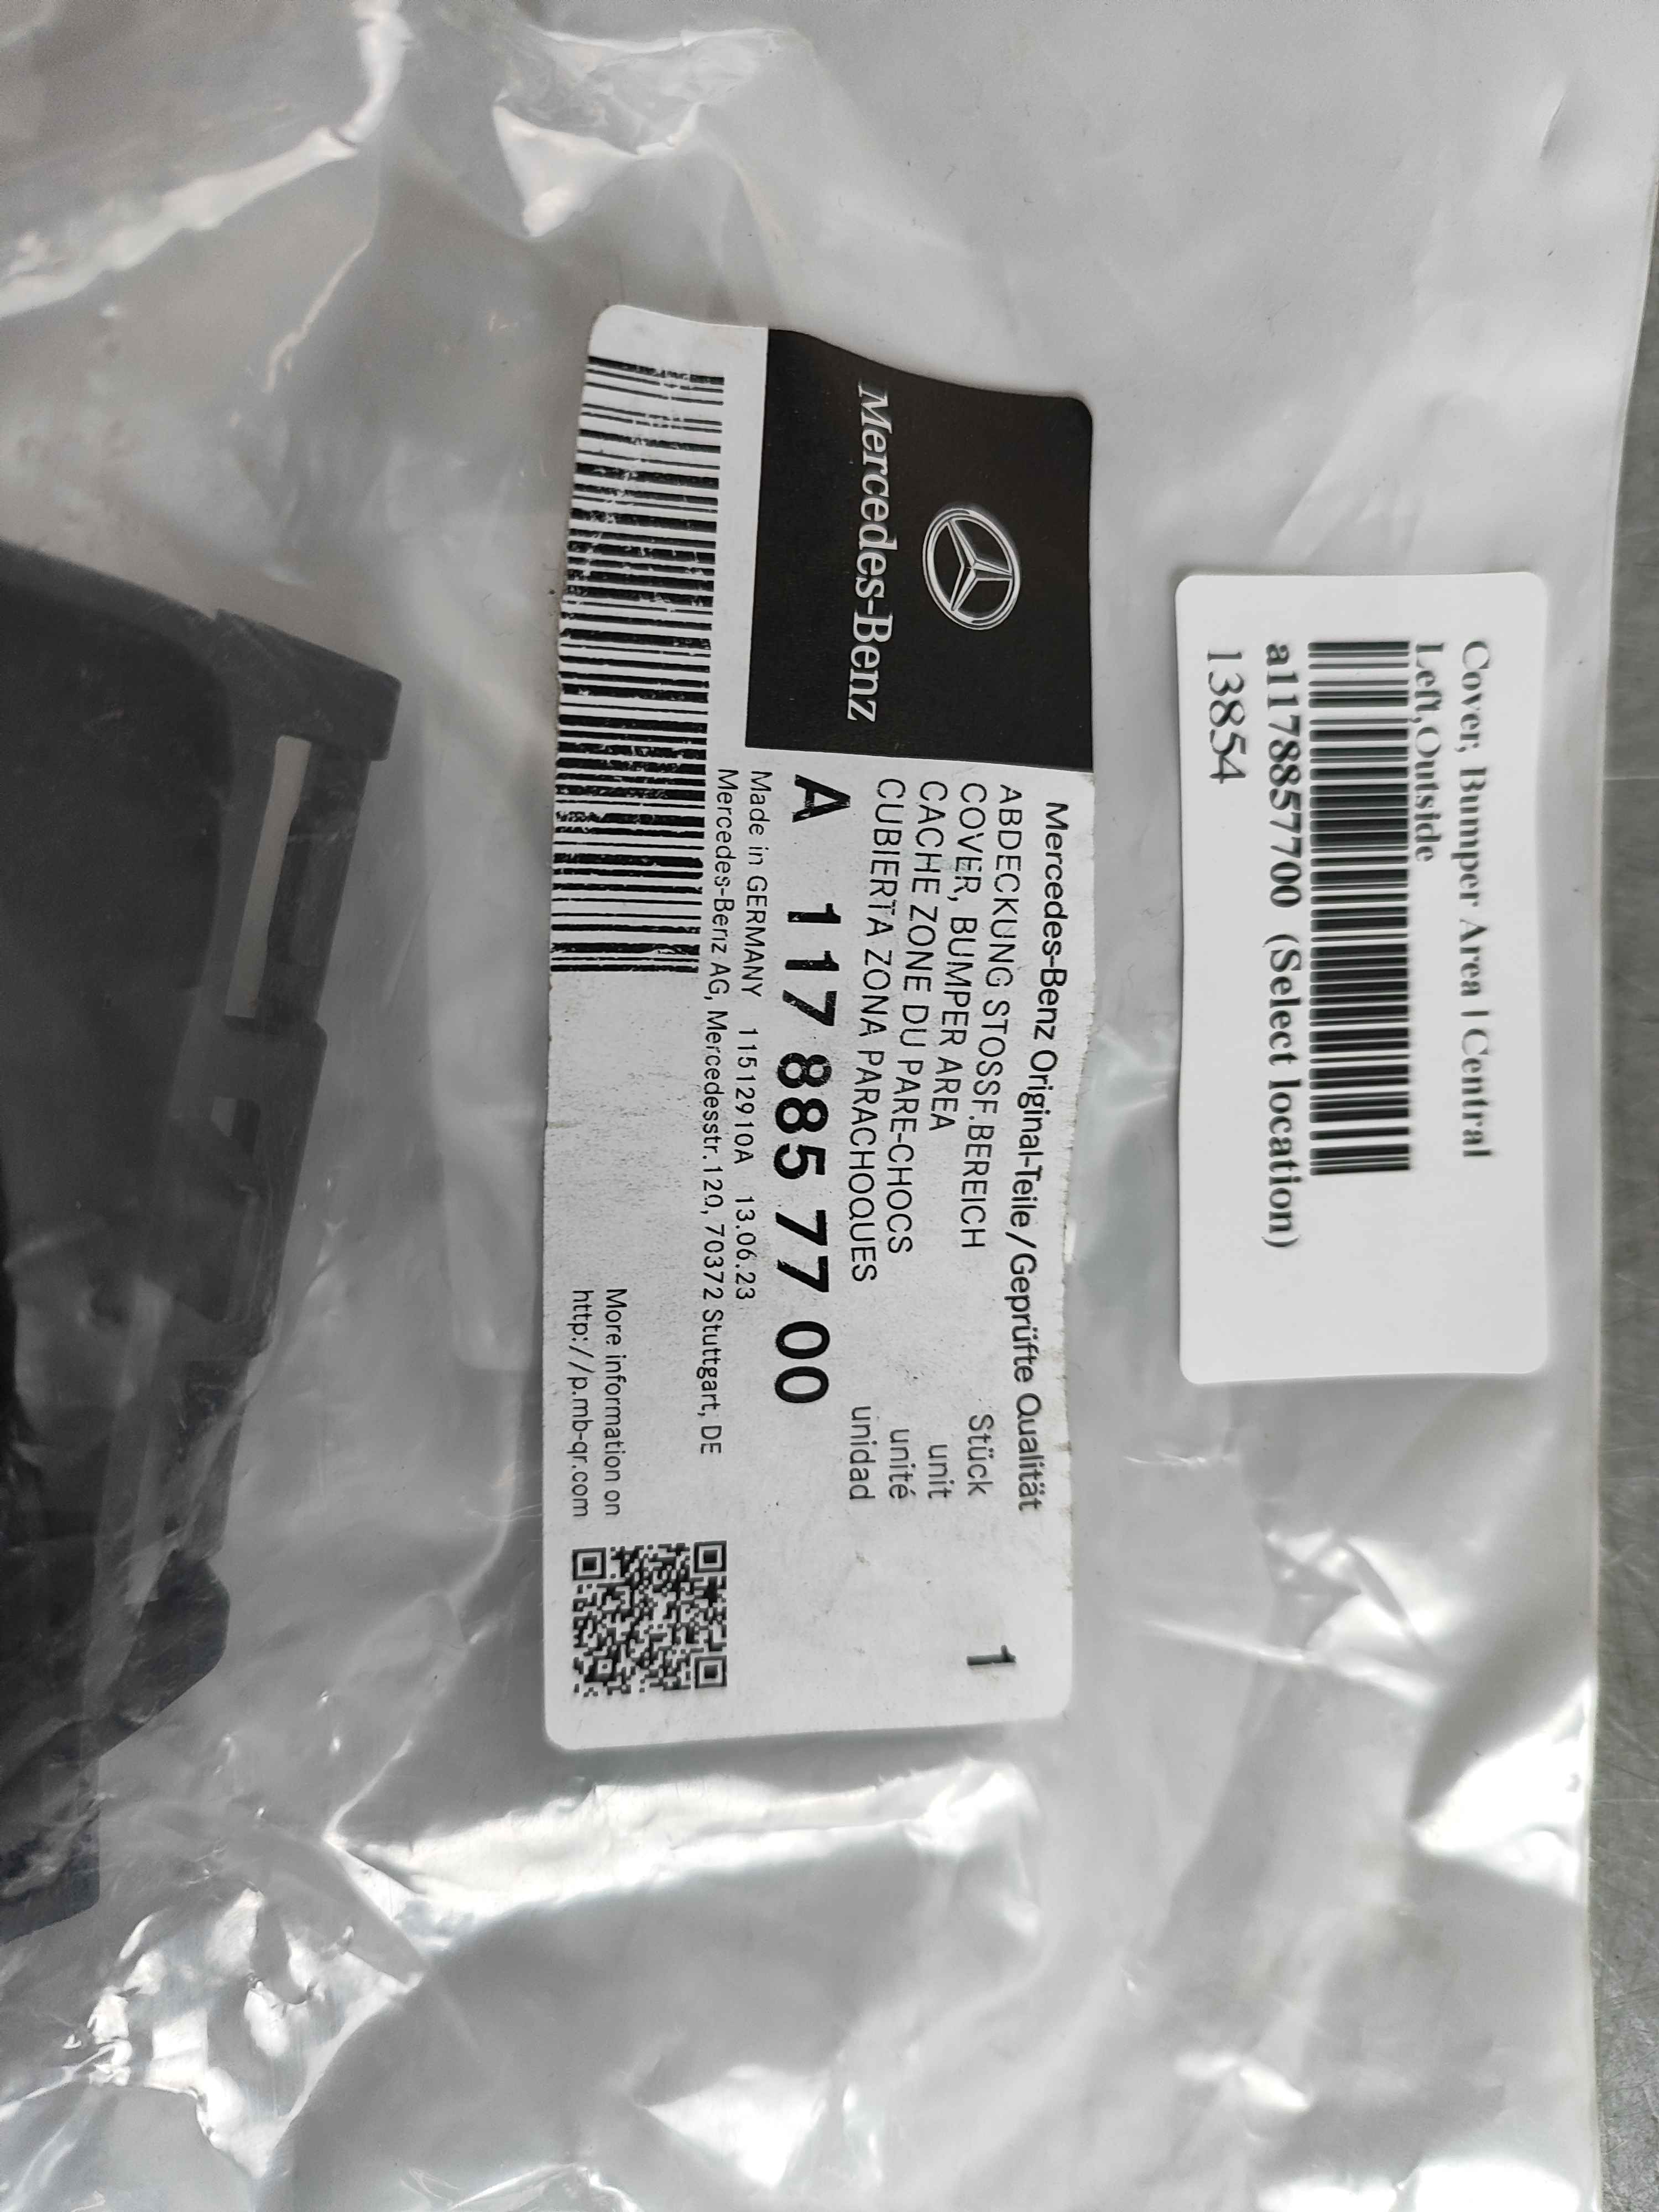 Cover, Bumper Area | Central
Left,Outside
a1178857700 (Select location)
13854
Mercedes-Benz
Mercedes-Benz Original-Teile/Geprüfte Qualität
ABDECKUNG STOSSF.BEREICH Stück 1
COVER, BUMPER AREA unit
CACHE ZONE DU PARE-CHOCS unité
CUBIERTA ZONA PARACHOQUES unidad
A 117 885 77 00
Made in GERMANY 11512910A 13.06.23
Mercedes-Benz AG, Mercedesstr.120, 70372 Stuttgart, DE
More information on
http://p.mb-qr.com